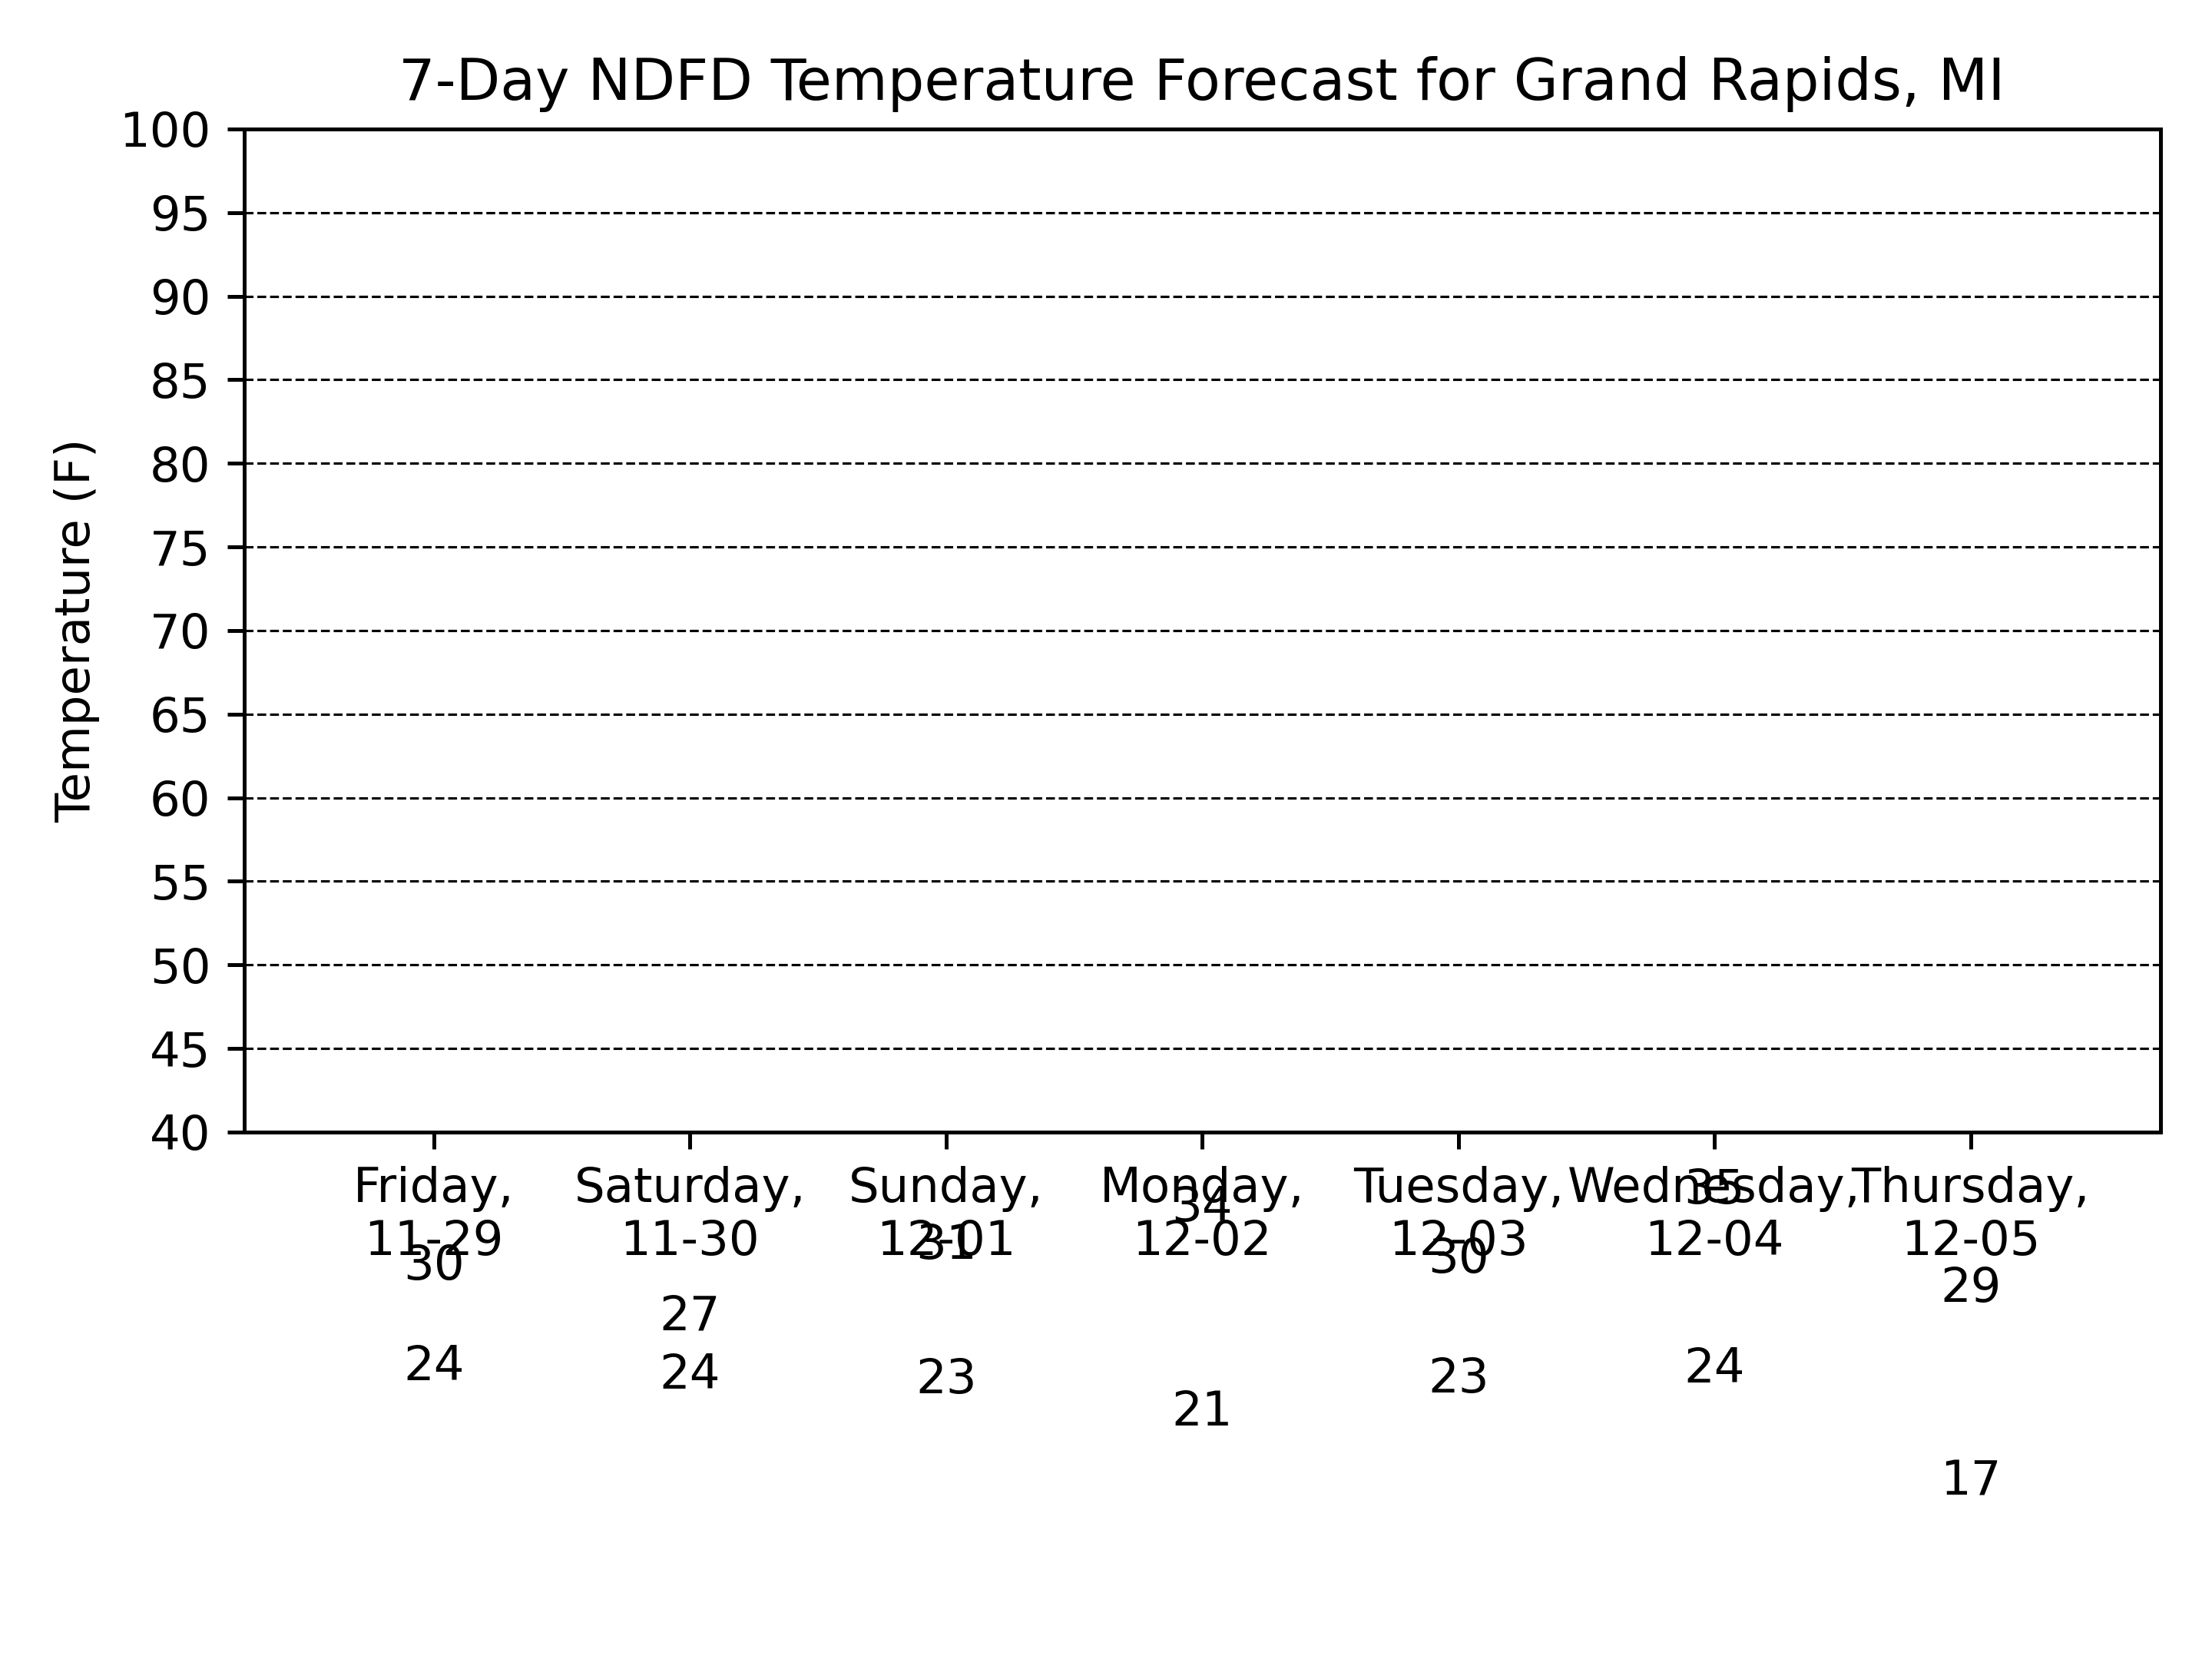 7-Day NDFD Temperature Forecast for Grand Rapids, MI
Temperature (F)
100
95
90
85
80
75
70
65
60
55
50
45
40
Friday, Saturday, Sunday, Monday, Tuesday, Wednesday, Thursday,
11-29 11-30 12-01 12-02 12-03 12-04 12-05
30 27 31 34 30 35 29
24 24 23 21 23 24 17